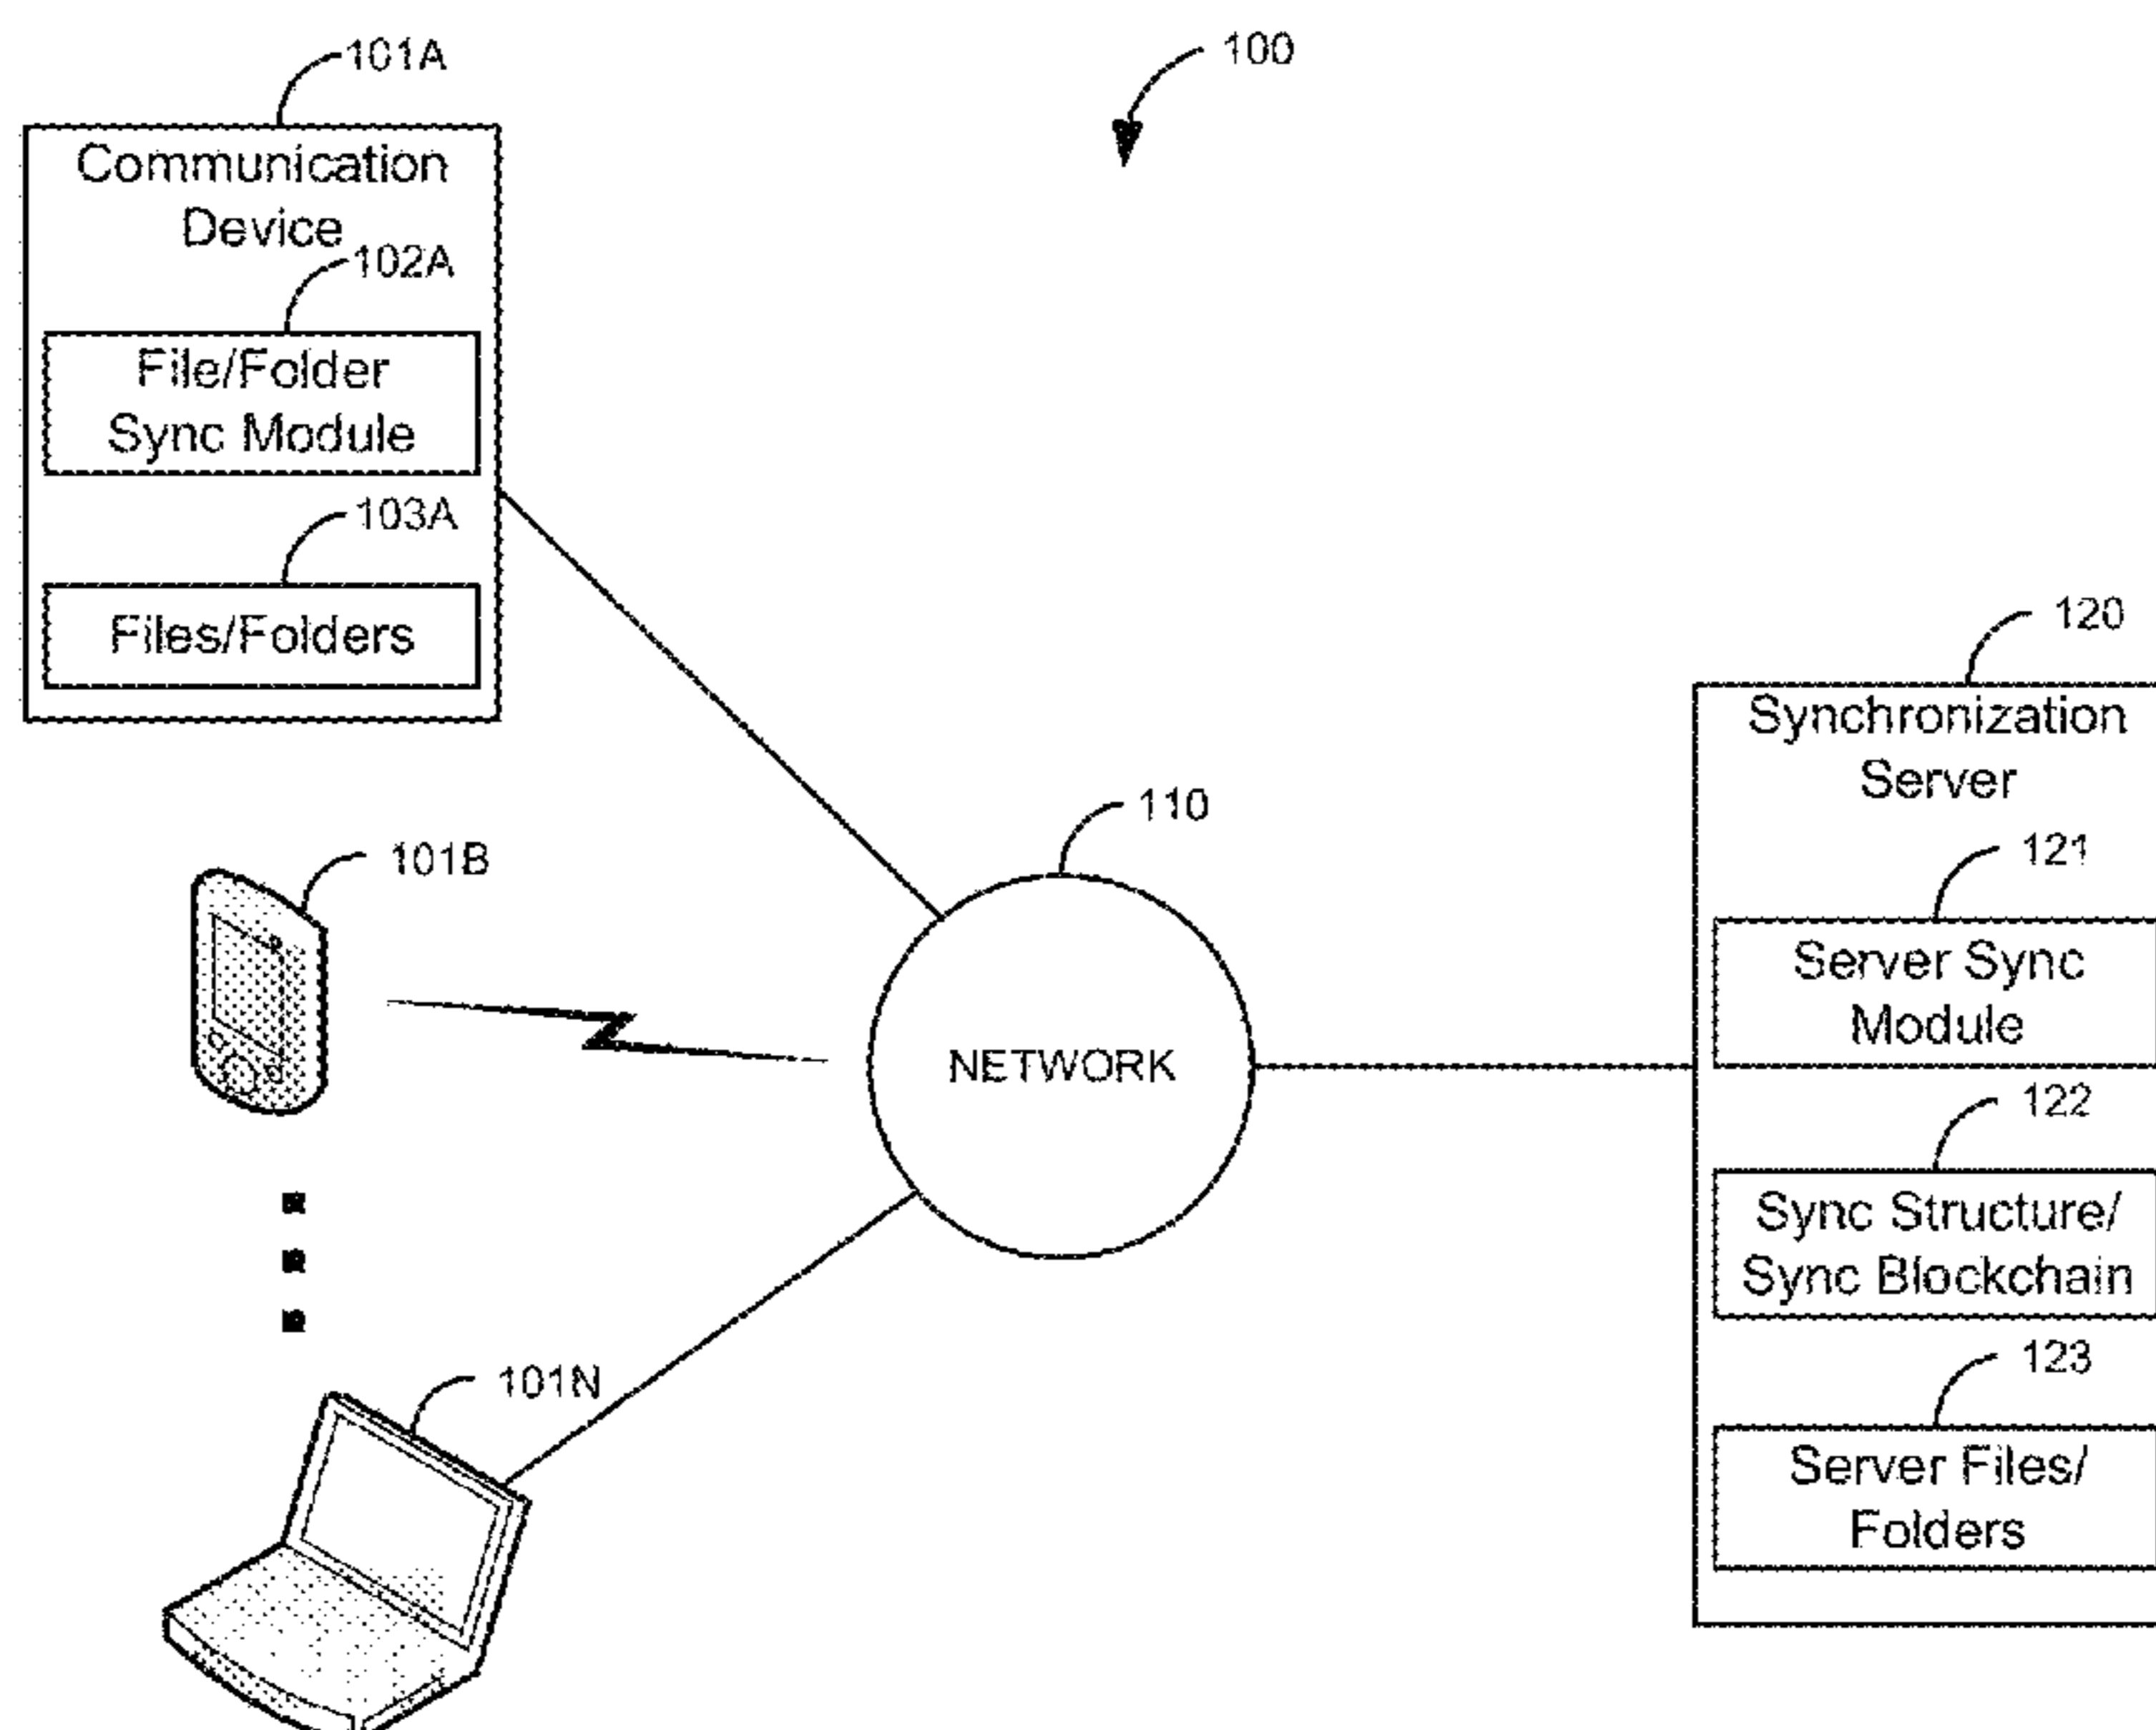 101A
100
Communication
Device
102A
File/Folder
Sync Module
103A
Files/Folders
120
Synchronization
Server
110
101B
121
Server Sync
Module
NETWORK
122
Sync Structure/
Sync Blockchain
123
Server Files/
Folders
101N